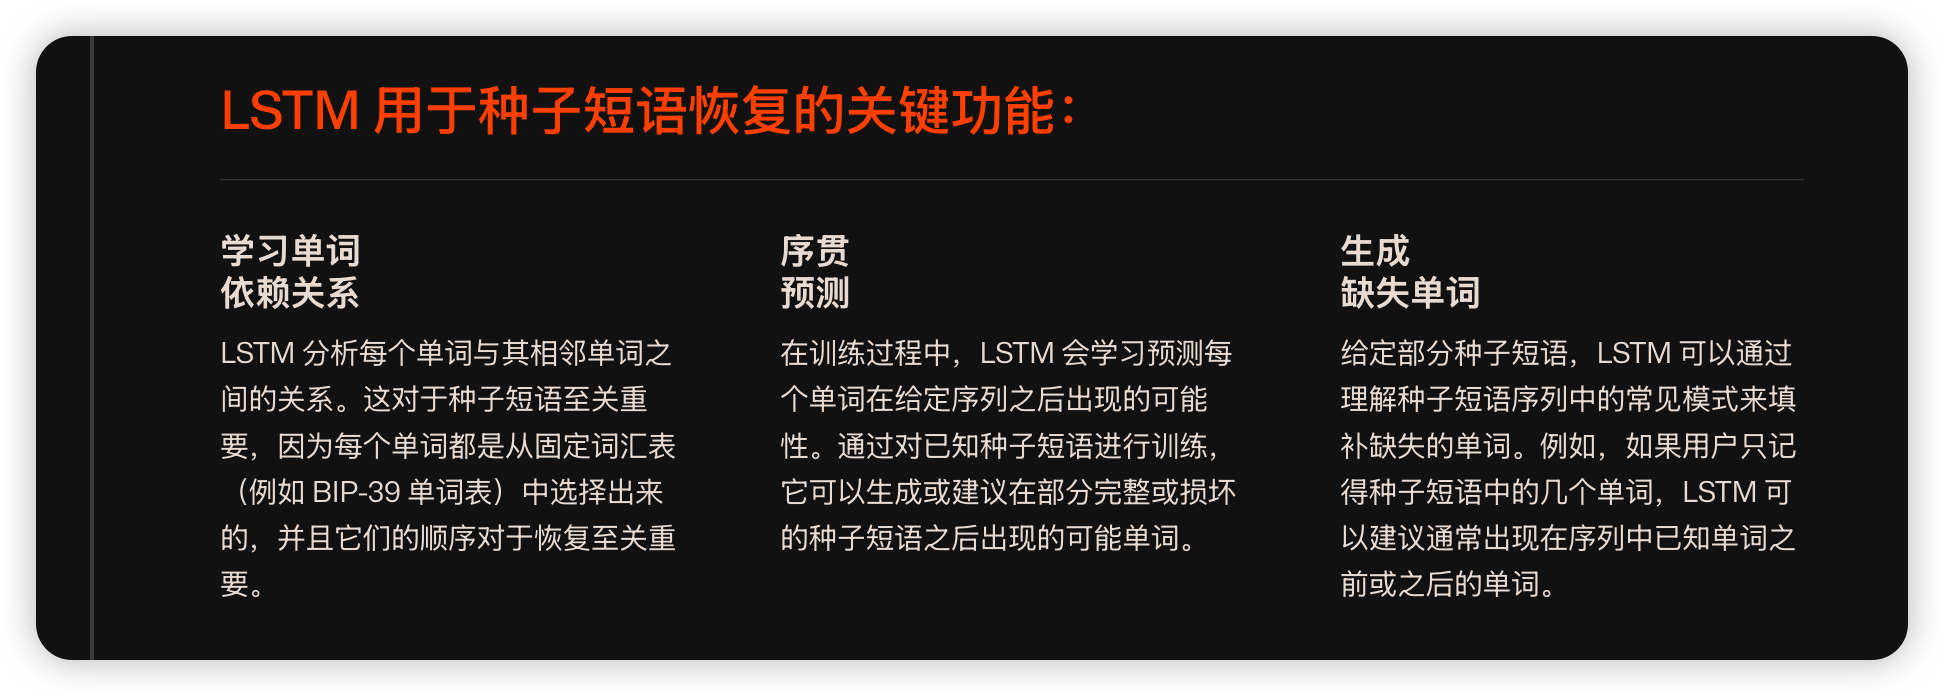 LSTM 用于种子短语恢复的关键功能：
学习单词
依赖关系
LSTM 分析每个单词与其相邻单词之
间的关系。这对于种子短语至关重
要，因为每个单词都是从固定词汇表
（例如 BIP-39 单词表）中选择出来
的，并且它们的顺序对于恢复至关重
要。
序贯
预测
在训练过程中，LSTM 会学习预测每
个单词在给定序列之后出现的可能
性。通过对已知种子短语进行训练，
它可以生成或建议在部分完整或损坏
的种子短语之后出现的可能单词。
生成
缺失单词
给定部分种子短语，LSTM 可以通过
理解种子短语序列中的常见模式来填
补缺失的单词。例如，如果用户只记
得种子短语中的几个单词，LSTM 可
以建议通常出现在序列中已知单词之
前或之后的单词。